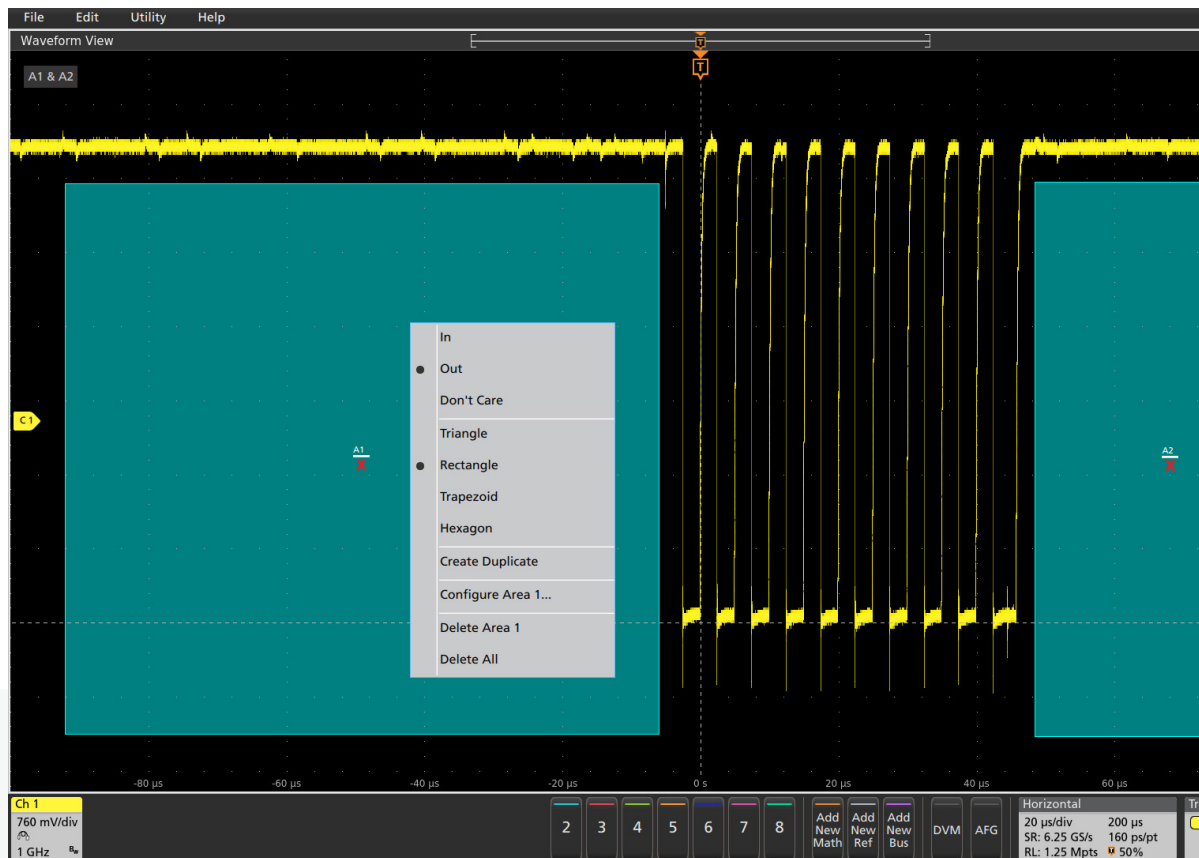 File Edit Utility Help
Waveform View
T
T
A1 & A2
In
Out
Don't Care
Triangle
Rectangle
Trapezoid
Hexagon
Create Duplicate
Configure Area 1...
Delete Area 1
Delete All
C1
A1
X
A2
X
-80 µs -60 µs -40 µs -20 µs 0 s 20 µs 40 µs 60 µs
Ch 1
760 mV/div
1 GHz Bw
2 3 4 5 6 7 8
Add New Math
Add New Ref
Add New Bus
DVM
AFG
Horizontal
20 µs/div 200 µs
SR: 6.25 GS/s 160 ps/pt
RL: 1.25 Mpts 50%
Tr